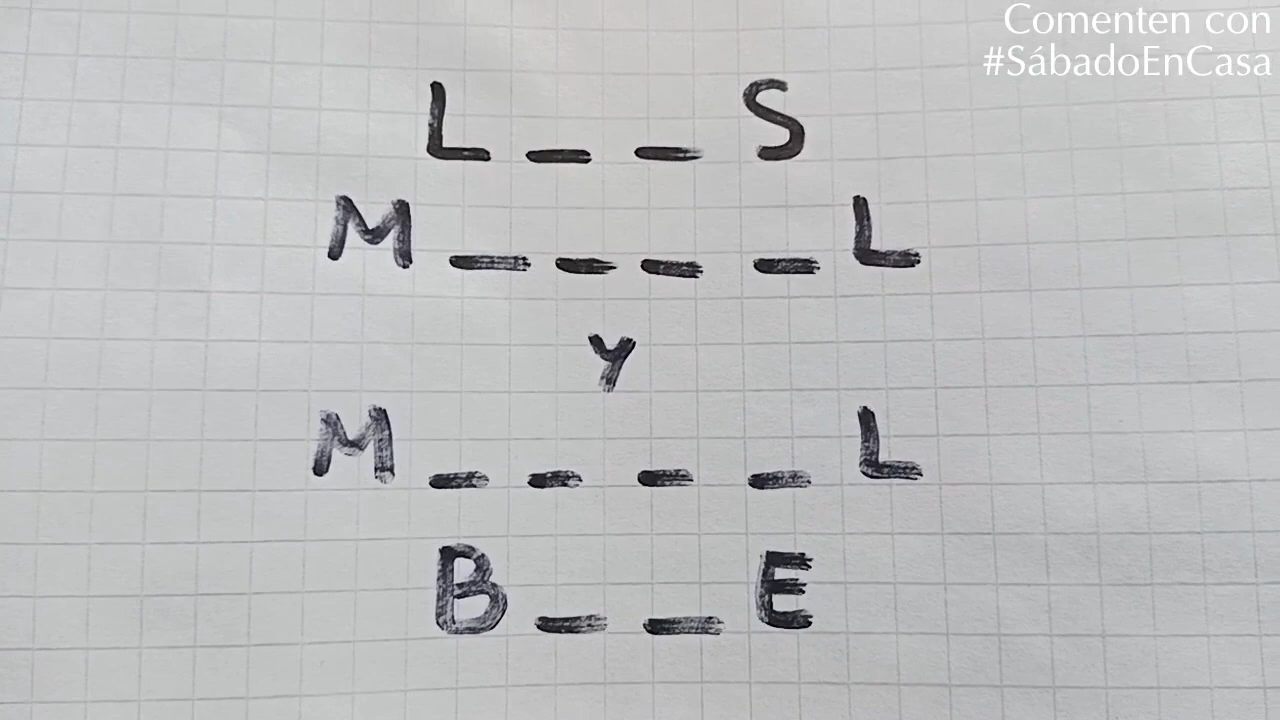 Comenten con
#SábadoEnCasa
L _ _ S
M _ _ _ _ L
Y
M _ _ _ _ L
B _ _ E